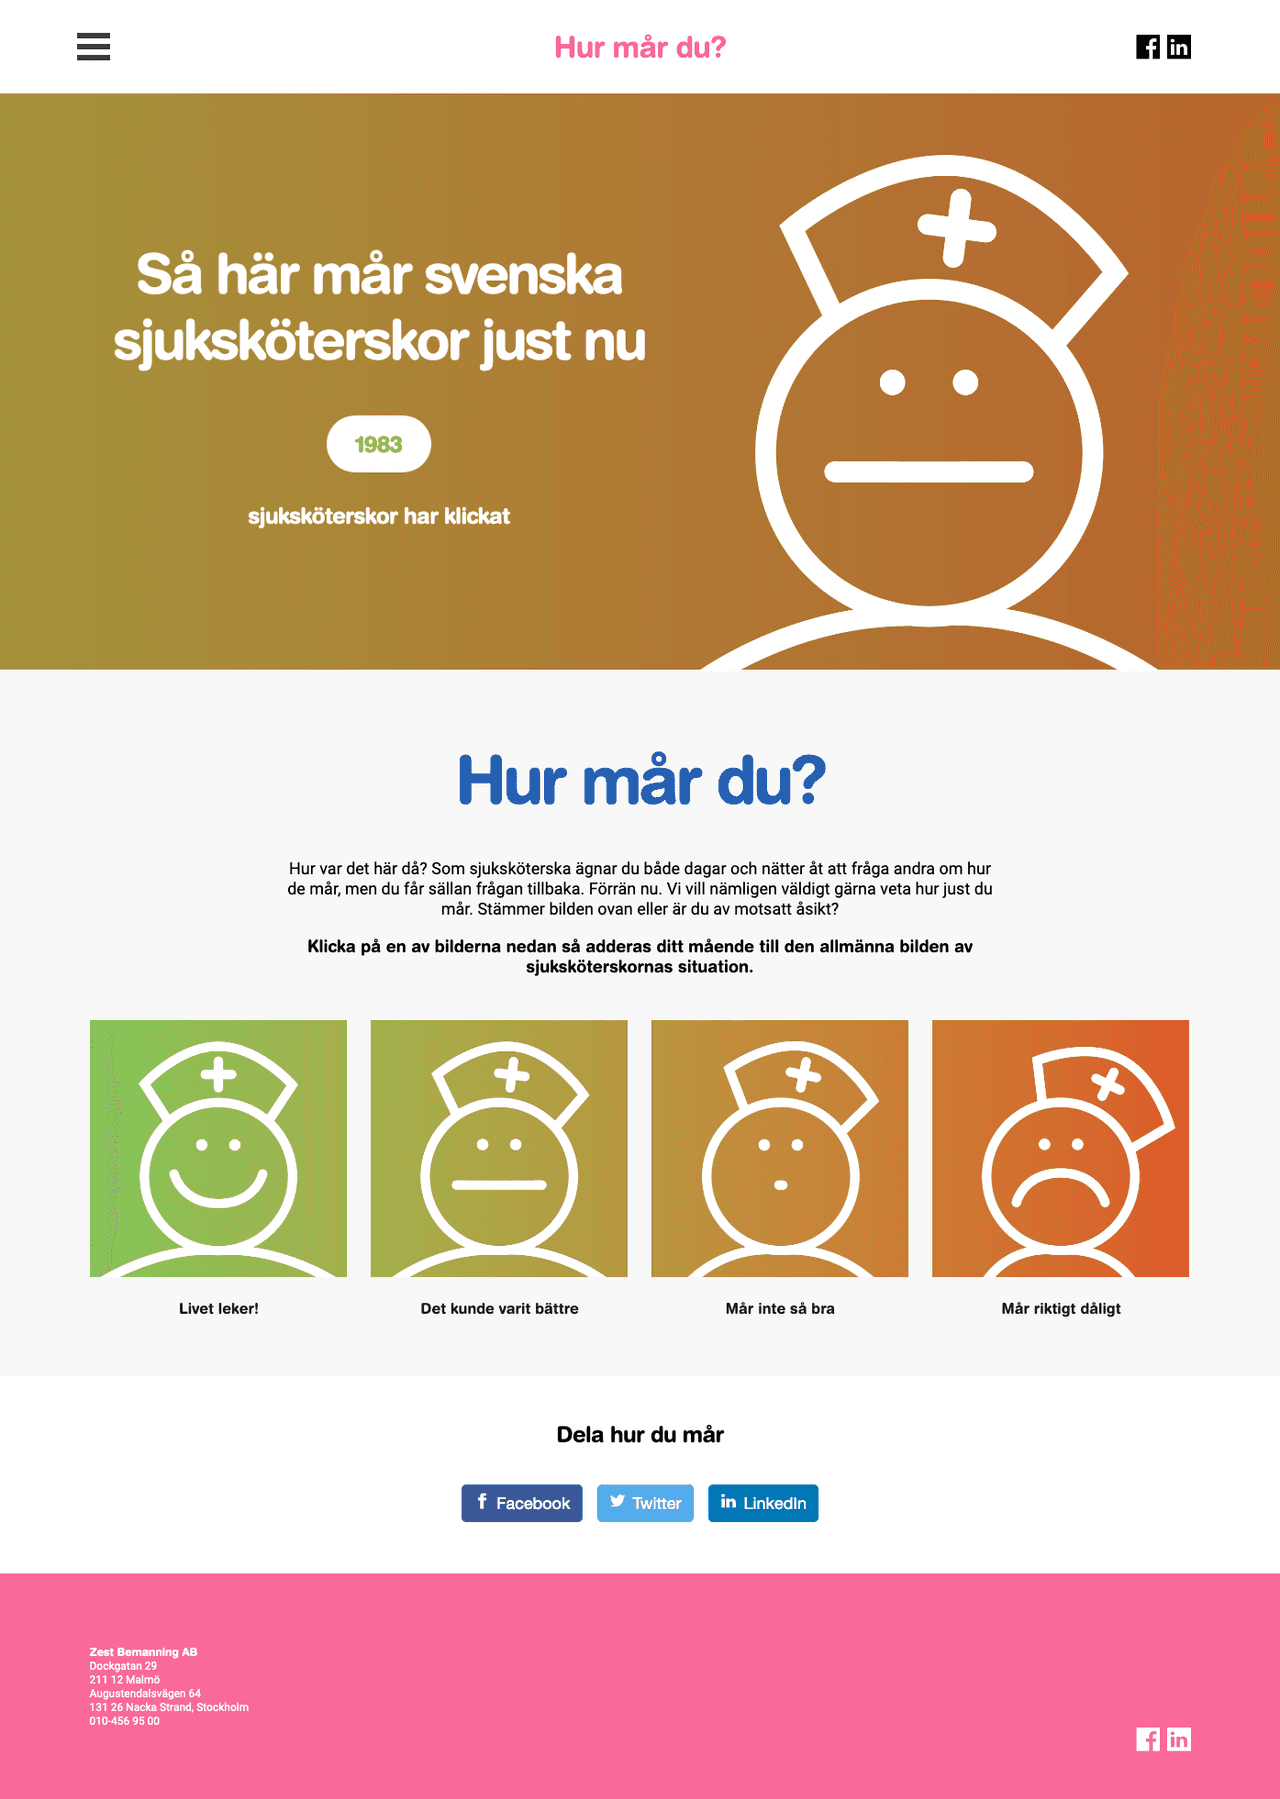 Hur mår du?
Så här mår svenska
sjuksköterskor just nu
1983
sjuksköterskor har klickat
Hur mår du?
Hur var det här då? Som sjuksköterska ägnar du både dagar och nätter åt att fråga andra om hur
de mår, men du får sällan frågan tillbaka. Förrän nu. Vi vill nämligen väldigt gärna veta hur just du
mår. Stämmer bilden ovan eller är du av motsatt åsikt?
Klicka på en av bilderna nedan så adderas ditt mående till den allmänna bilden av
sjuksköterskornas situation.
Livet leker!
Det kunde varit bättre
Mår inte så bra
Mår riktigt dåligt
Dela hur du mår
Facebook
Twitter
LinkedIn
Zest Bemanning AB
Dockgatan 29
211 12 Malmö
Augustendalsvägen 64
131 26 Nacka Strand, Stockholm
010-456 95 00